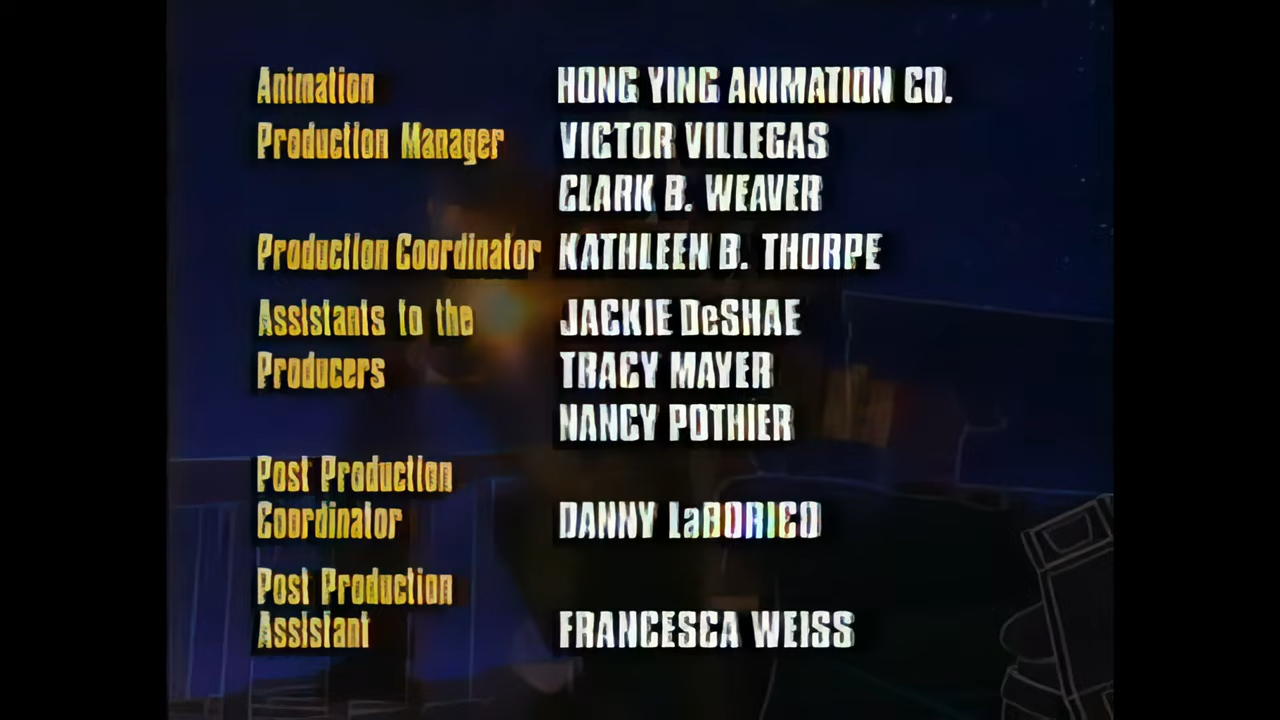 Animation HONG YING ANIMATION CO.
Production Manager VICTOR VILLEGAS
CLARK B. WEAVER
Production Coordinator KATHLEEN B. THORPE
Assistants to the JACKIE DeSHAE
Producers TRACY MAYER
NANCY POTHIER
Post Production
Coordinator DANNY LaBORICO
Post Production
Assistant FRANCESCA WEISS